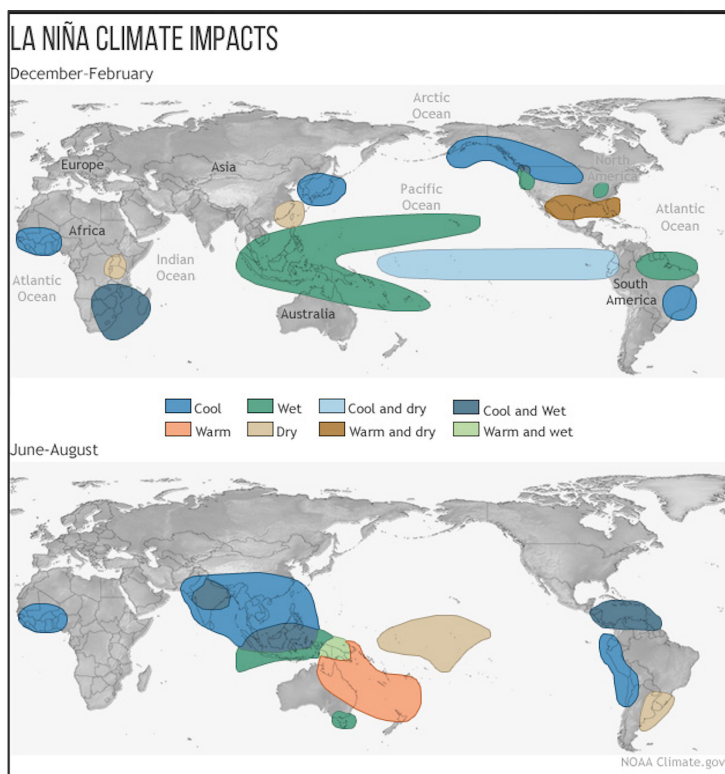 LA NIÑA CLIMATE IMPACTS
December-February
Arctic
Ocean
Europe
Asia
North
America
Pacific
Ocean
Atlantic
Ocean
Africa
Indian
Ocean
Atlantic
Ocean
South
America
Australia
Cool Wet Cool and dry Cool and Wet
Warm Dry Warm and dry Warm and wet
June-August
NOAA Climate.gov